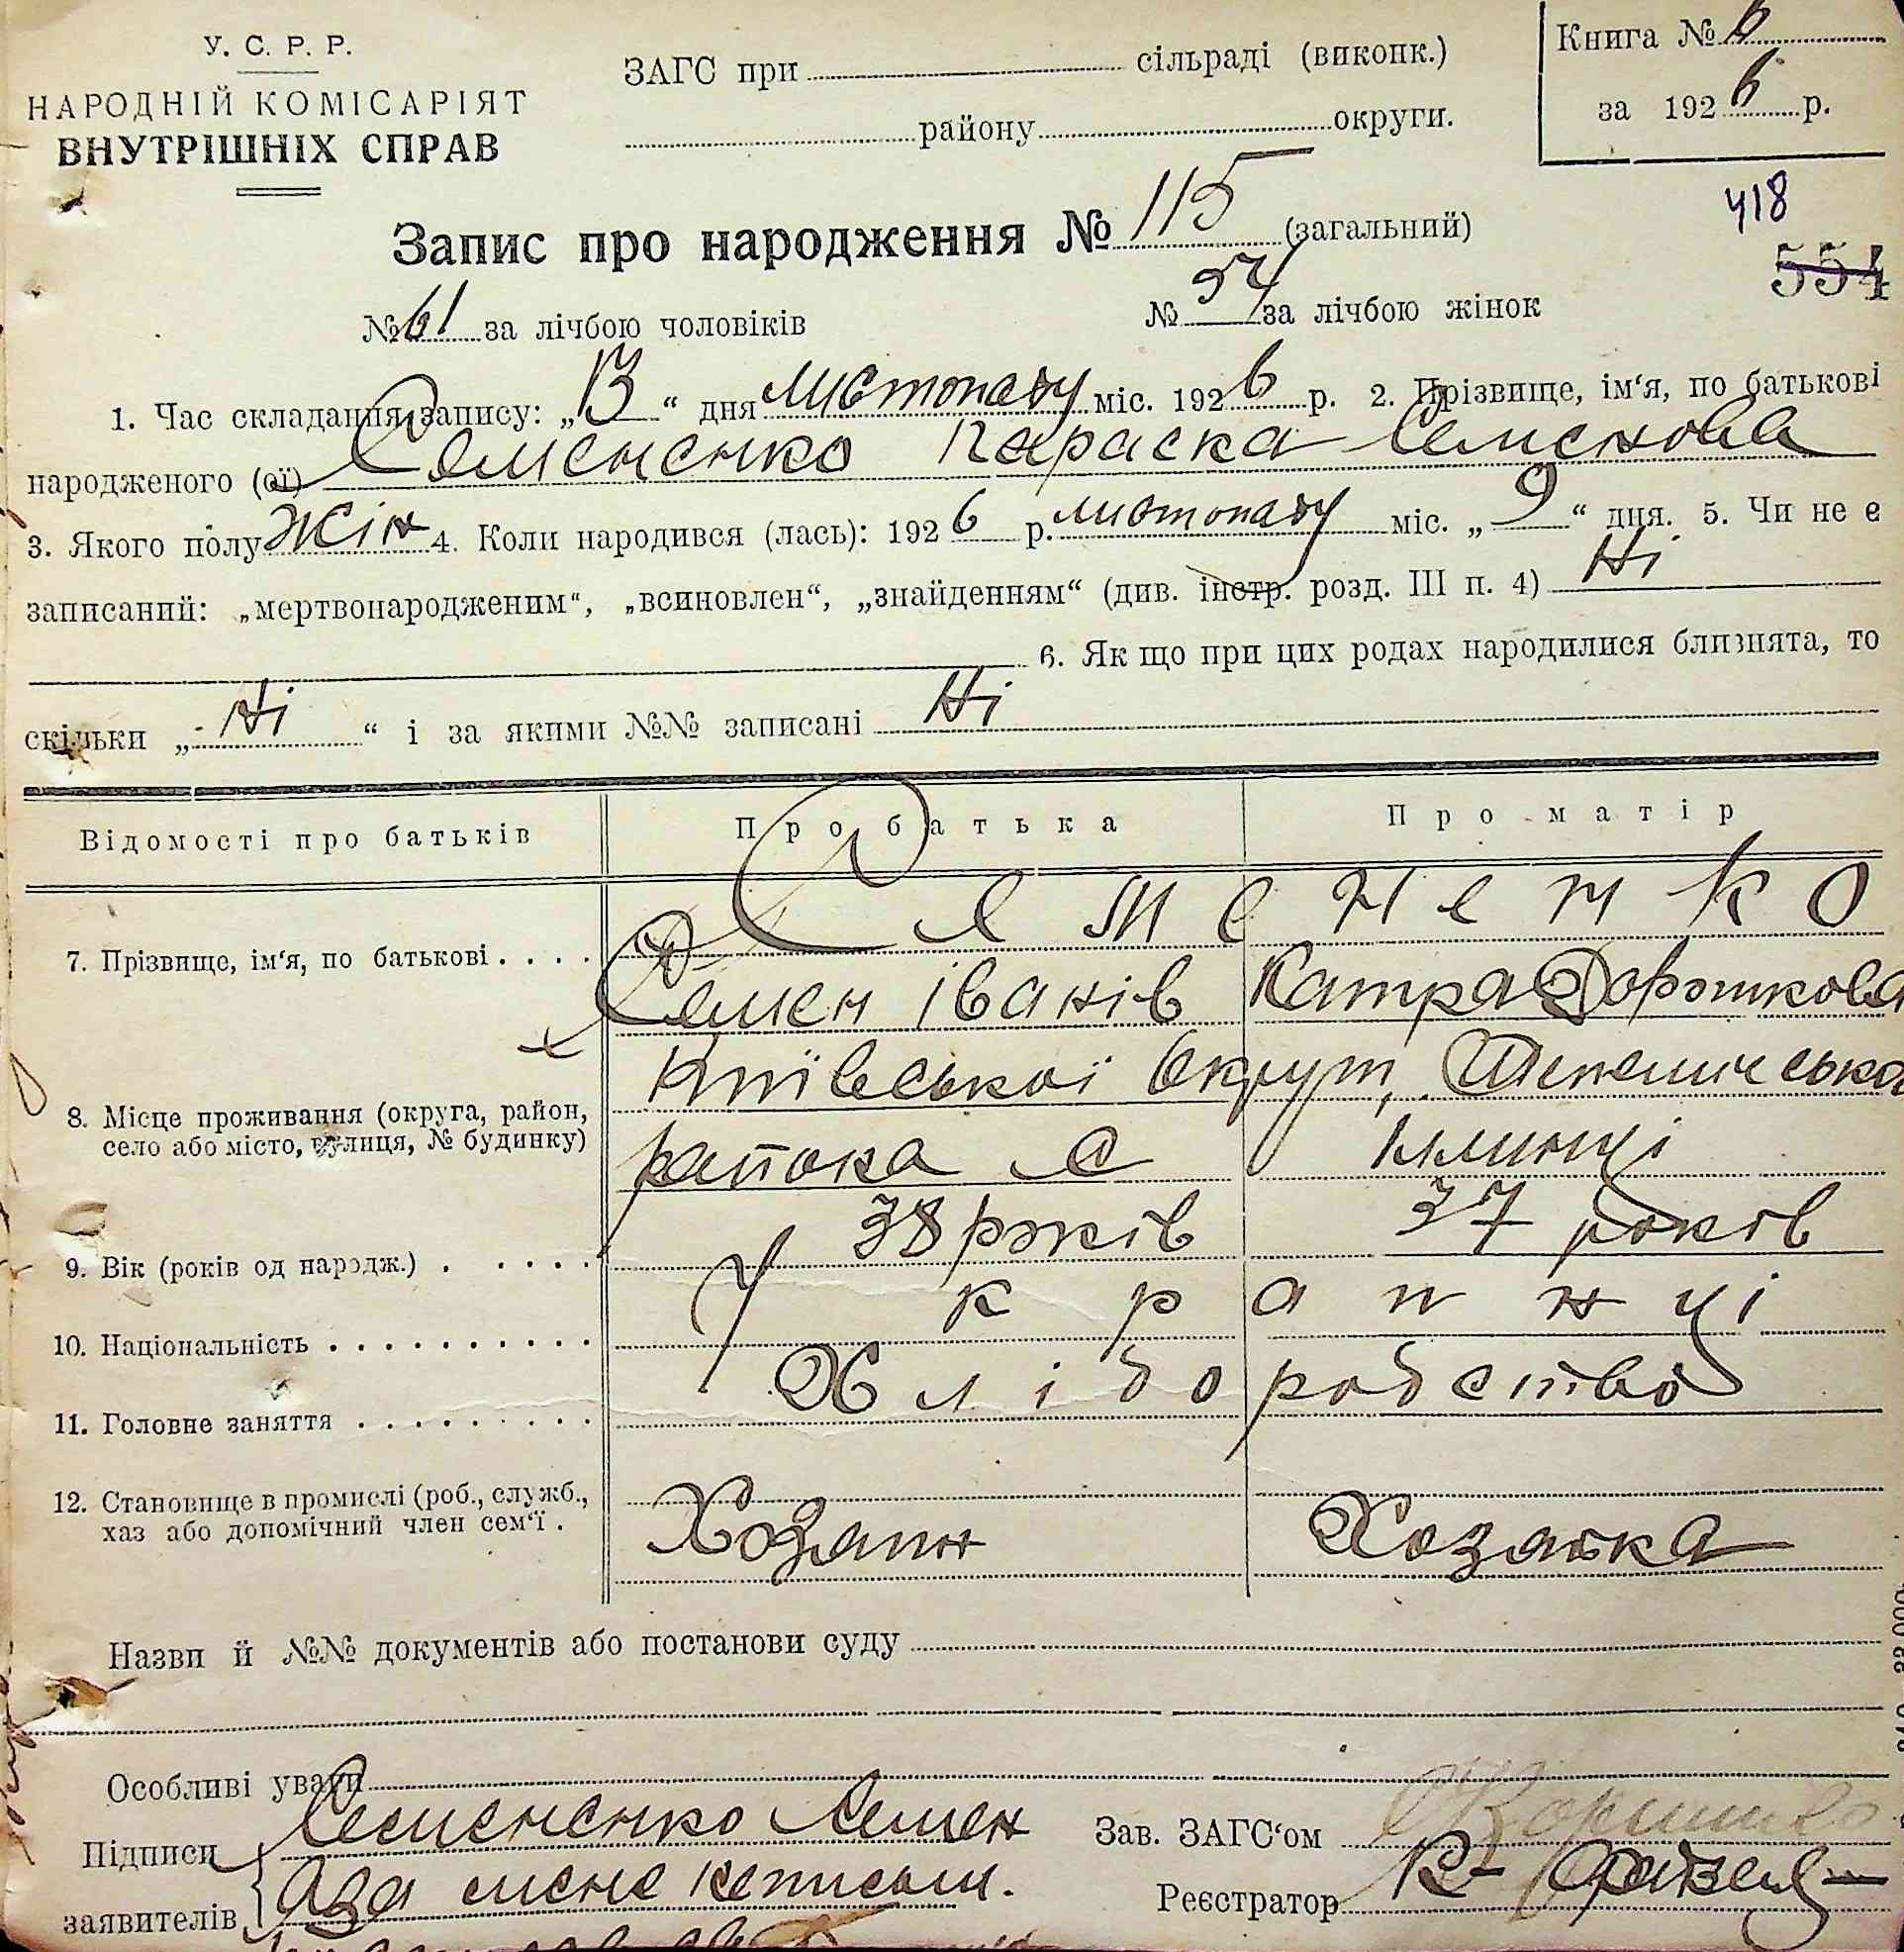 У. С. Р. Р.
НАРОДНІЙ КОМІСАРІЯТ
ВНУТРІШНІХ СПРАВ
ЗАГС при сільраді (виконк.)
району округи.
Книга № 6
за 1926 р.
Запис про народження № 115 (загальний)
418
554
№ 61 за лічбою чоловіків № 54 за лічбою жінок
1. Час складання запису: „13“ дня листопаду міс. 1926 р. 2. Прізвище, ім‘я, по батькові
народженого (ої) Семененко Параска Семенова
3. Якого полу жін 4. Коли народився (лась): 1926 р. листопаду міс. „9“ дня. 5. Чи не є
записаний: „мертвонародженим“, „всиновлен“, „знайденням“ (див. інстр. розд. III п. 4) Ні
6. Як що при цих родах народилися близнята, то
скільки „Ні“ і за якими №№ записані Ні
Відомості про батьків Про батька Про матір
Семененко
7. Прізвище, ім‘я, по батькові . . . .
Семен Іванів Катра Дорошкова
Київської Округи,
8. Місце проживання (округа, район,
село або місто, вулиця, № будинку)
района с
38 років 37 років
9. Вік (років од народж.) . . . . . .
Украинці
10. Національність . . . . . . . . . .
Хлібородство
11. Головне заняття . . . . . . . . .
12. Становище в промислі (роб., служб.,
хаз або допомічний член сем‘ї .
Хозаин Хозайка
Назви й №№ документів або постанови суду
Особливі уваги
Підписи Семененко Семен
Зав. ЗАГС‘ом
заявителів
Реєстратор